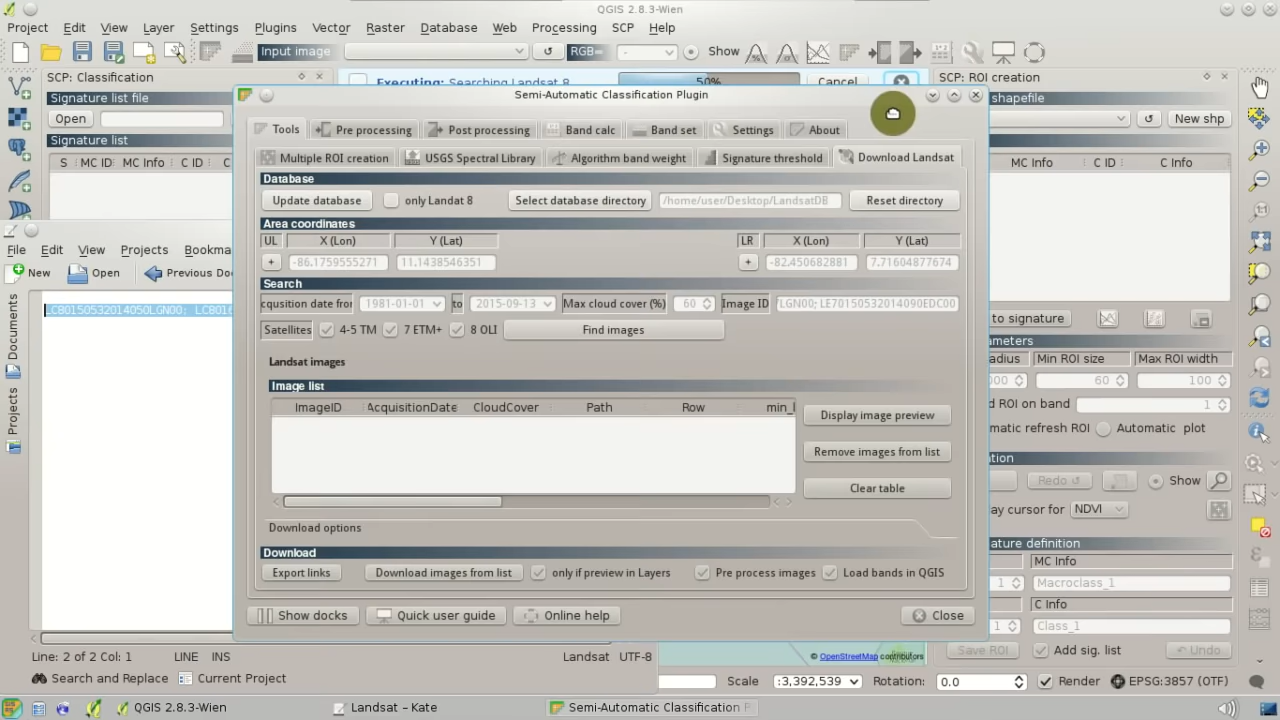 QGIS 2.8.3-Wien
Project Edit View Layer Settings Plugins Vector Raster Database Web Processing SCP Help
Input image RGB= - Show
SCP: Classification
SCP: ROI creation
Executing: Searching Landsat 8 50% Cancel
Signature list file
shapefile
Open
New shp
Signature list
S MC ID MC Info C ID C
MC Info C ID C Info
Semi-Automatic Classification Plugin
Tools Pre processing Post processing Band calc Band set Settings About
Multiple ROI creation USGS Spectral Library Algorithm band weight Signature threshold Download Landsat
Database
Update database only Landat 8 Select database directory /home/user/Desktop/LandsatDB Reset directory
Area coordinates
UL X (Lon) Y (Lat) LR X (Lon) Y (Lat)
+ -86.1759555271 11.1438546351 + -82.450682881 7.71604877674
Search
cqusition date from 1981-01-01 to 2015-09-13 Max cloud cover (%) 60 Image ID 'LGN00; LE70150532014090EDC00
Satellites 4-5 TM 7 ETM+ 8 OLI Find images
Landsat images
Image list
ImageID AcquisitionDate CloudCover Path Row min_l
Display image preview
Remove images from list
Clear table
Download options
Download
Export links Download images from list only if preview in Layers Pre process images Load bands in QGIS
Show docks Quick user guide Online help Close
File Edit View Projects Bookma
New Open Previous Do
Documents
Projects
LC80150532014050LGN00; LC8016
to signature
ameters
adius Min ROI size Max ROI width
000 60 100
d ROI on band 1
matic refresh ROI Automatic plot
ation
Redo Show
ay cursor for NDVI
ature definition
MC Info
1 Macroclass_1
C Info
1 Class_1
Save ROI Add sig. list Undo
Line: 2 of 2 Col: 1 LINE INS Landsat UTF-8
© OpenStreetMap contributors
Search and Replace Current Project
Scale :3,392,539 Rotation: 0.0 Render EPSG:3857 (OTF)
QGIS 2.8.3-Wien Landsat – Kate Semi-Automatic Classification P